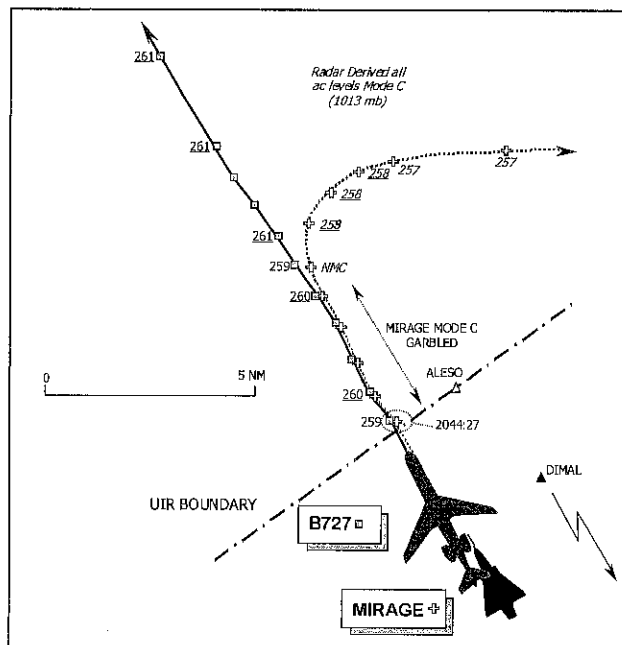 261
Radar Derived all
ac levels Mode C
(1013 mb)
261
257
258
257
258
261
258
259
NMC
260
MIRAGE MODE C
GARBLED
ALESO
0
5 NM
260
259
2044:27
DIMAL
UIR BOUNDARY
B727
MIRAGE